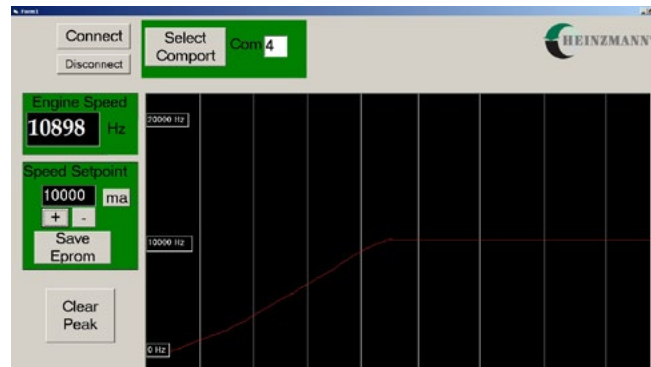 Form1
Connect
Disconnect
Select
Comport
Com 4
HEINZMANN
Engine Speed
10898 Hz
Speed Setpoint
10000 ma
+ -
Save
Eprom
Clear
Peak
20000 Hz
10000 Hz
0 Hz